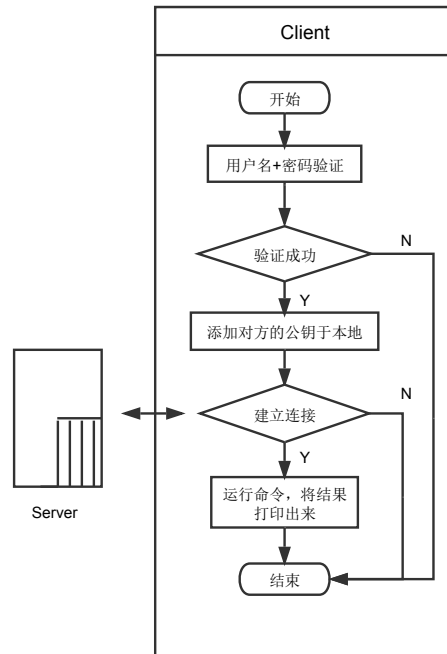 Client
开始
用户名+密码验证
验证成功
N
Y
添加对方的公钥于本地
建立连接
N
Y
运行命令，将结果
打印出来
结束
Server